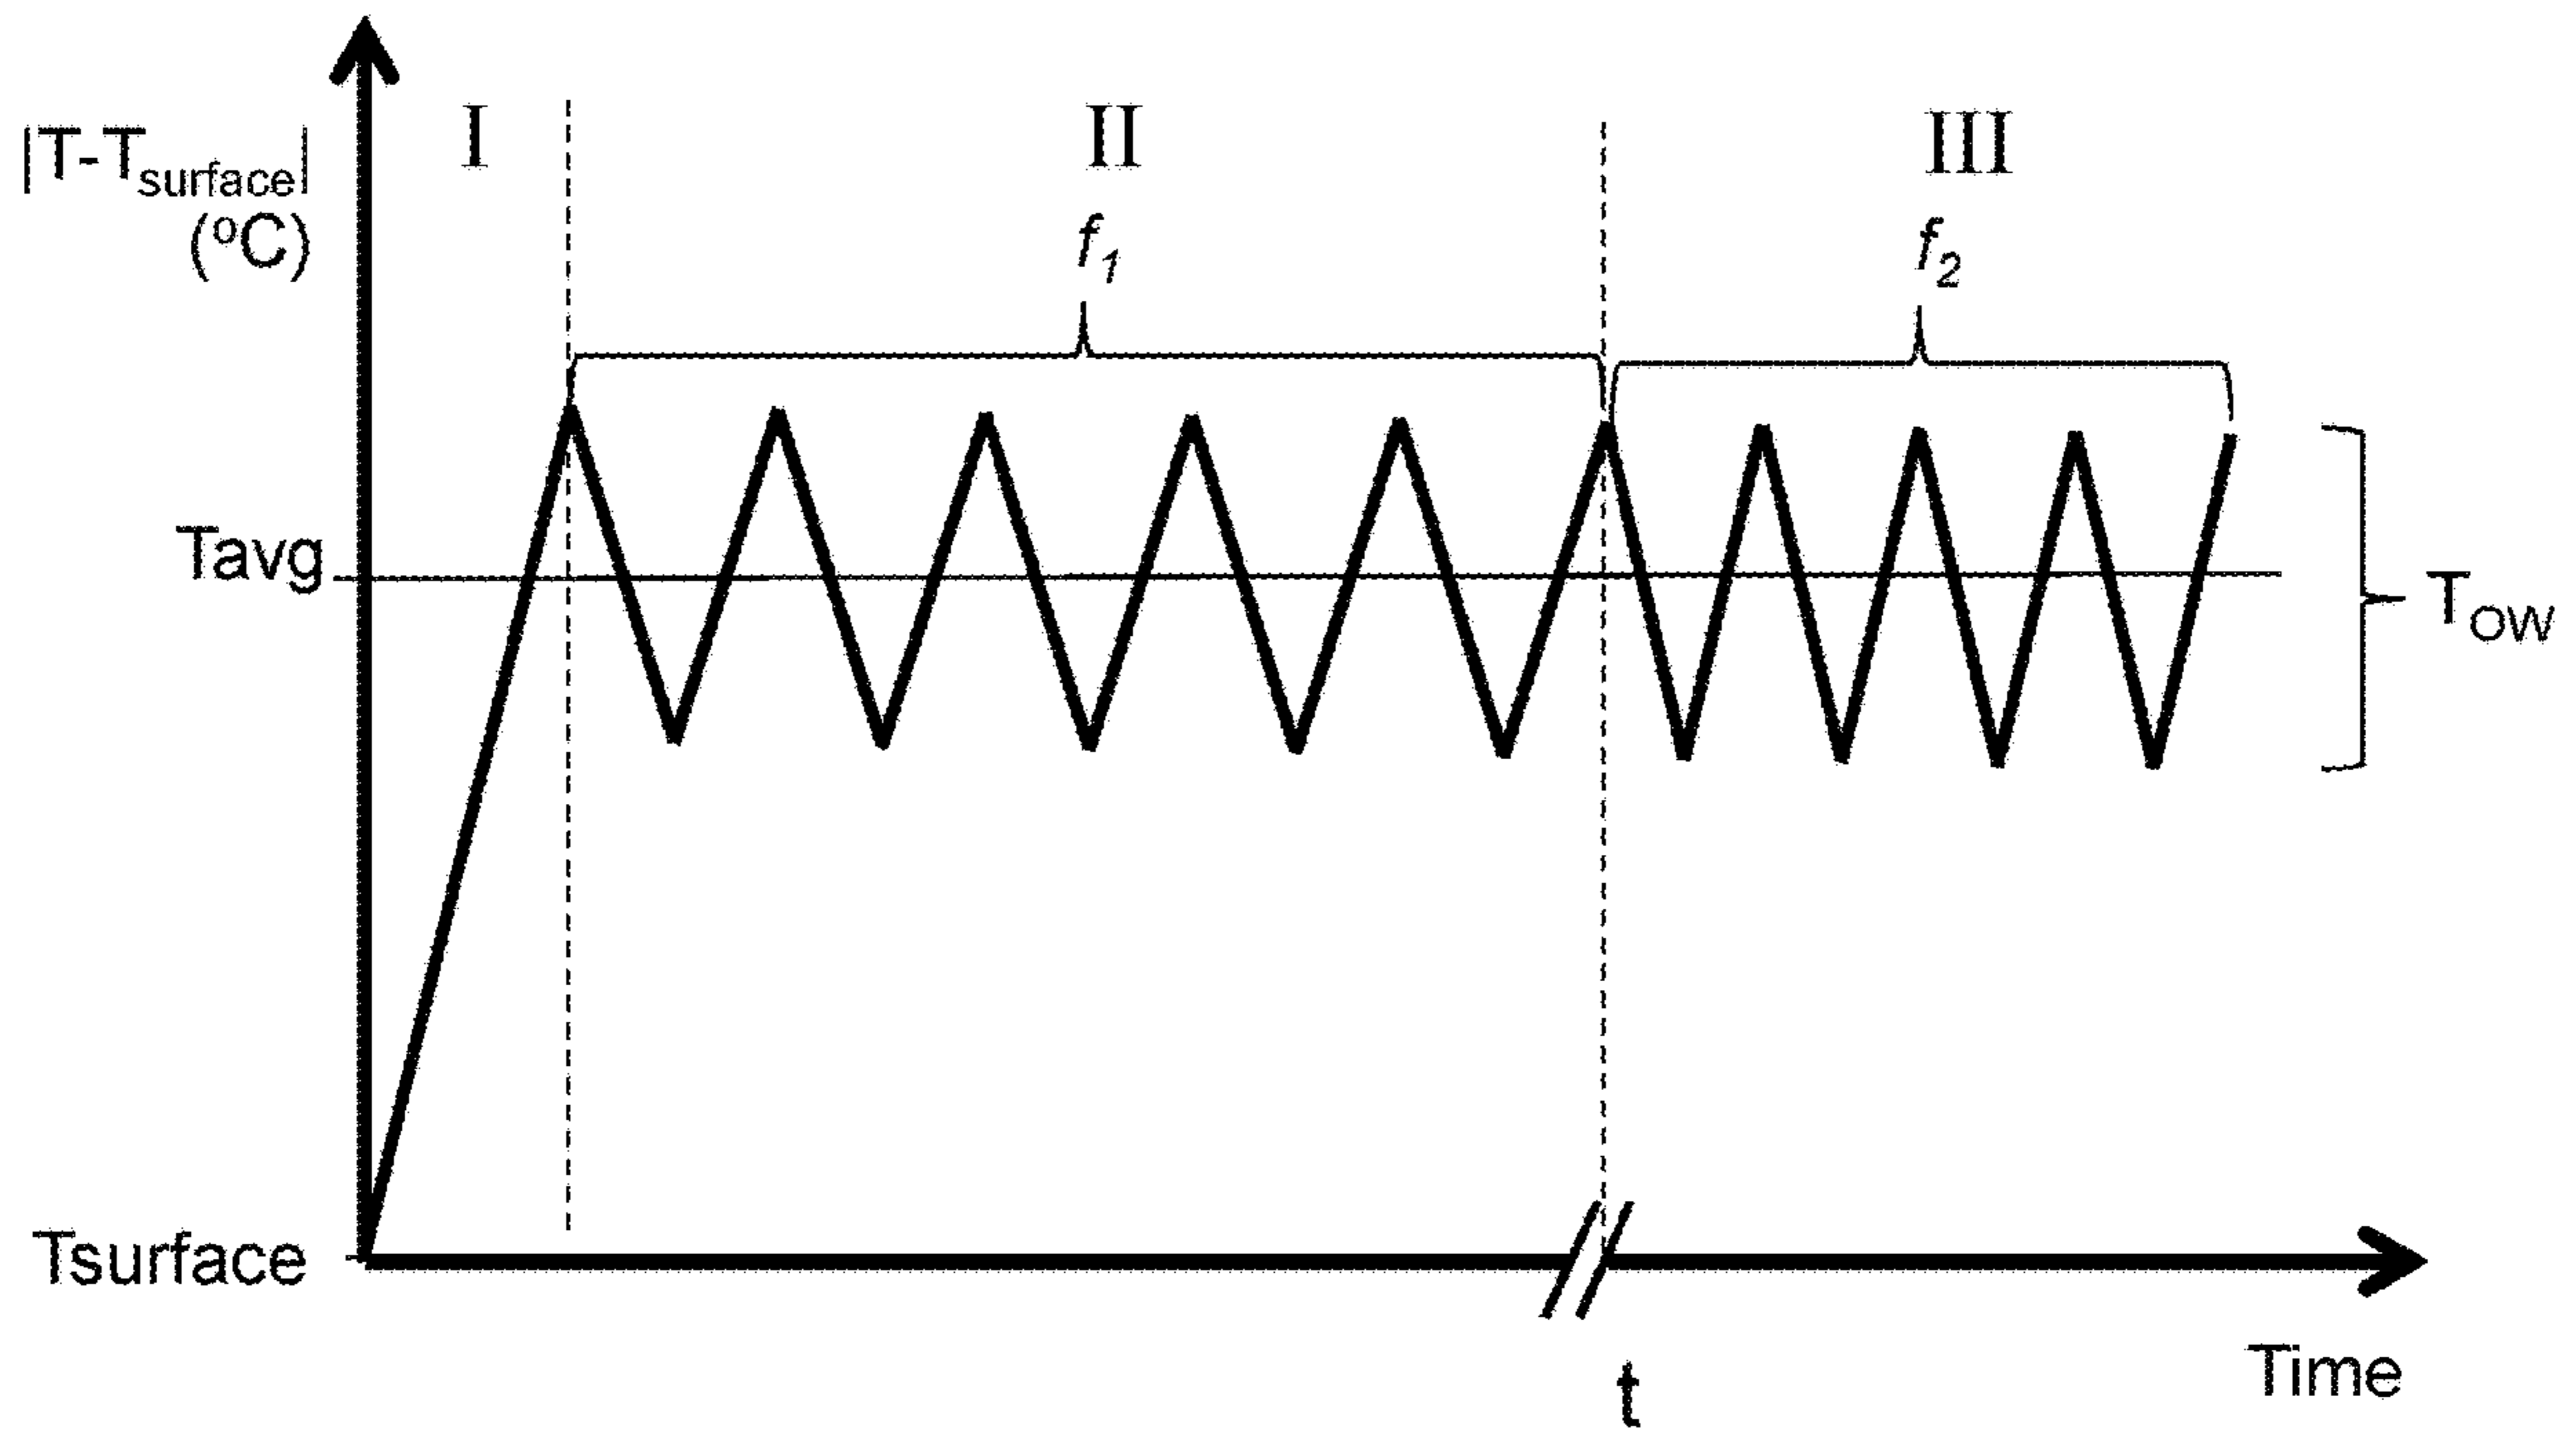 I
II
III
|T-Tsurface|
(°C)
f1
f2
Tavg
TOW
Tsurface
t
Time